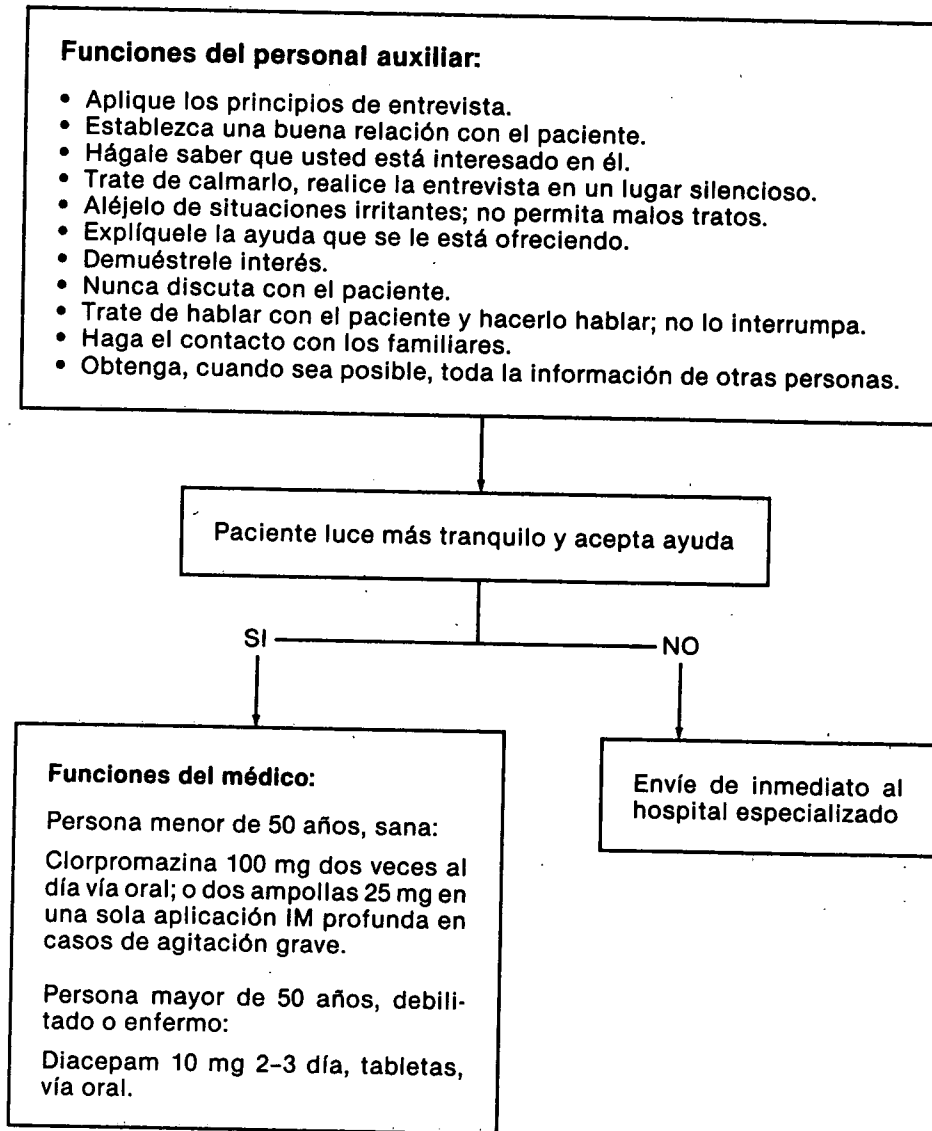 Funciones del personal auxiliar:
• Aplique los principios de entrevista.
• Establezca una buena relación con el paciente.
• Hágale saber que usted está interesado en él.
• Trate de calmarlo, realice la entrevista en un lugar silencioso.
• Aléjelo de situaciones irritantes; no permita malos tratos.
• Explíquele la ayuda que se le está ofreciendo.
• Demuéstrele interés.
• Nunca discuta con el paciente.
• Trate de hablar con el paciente y hacerlo hablar; no lo interrumpa.
• Haga el contacto con los familiares.
• Obtenga, cuando sea posible, toda la información de otras personas.
Paciente luce más tranquilo y acepta ayuda
SI
NO
Funciones del médico:
Persona menor de 50 años, sana:
Clorpromazina 100 mg dos veces al
día vía oral; o dos ampollas 25 mg en
una sola aplicación IM profunda en
casos de agitación grave.
Persona mayor de 50 años, debili-
tado o enfermo:
Diacepam 10 mg 2–3 día, tabletas,
vía oral.
Envíe de inmediato al
hospital especializado